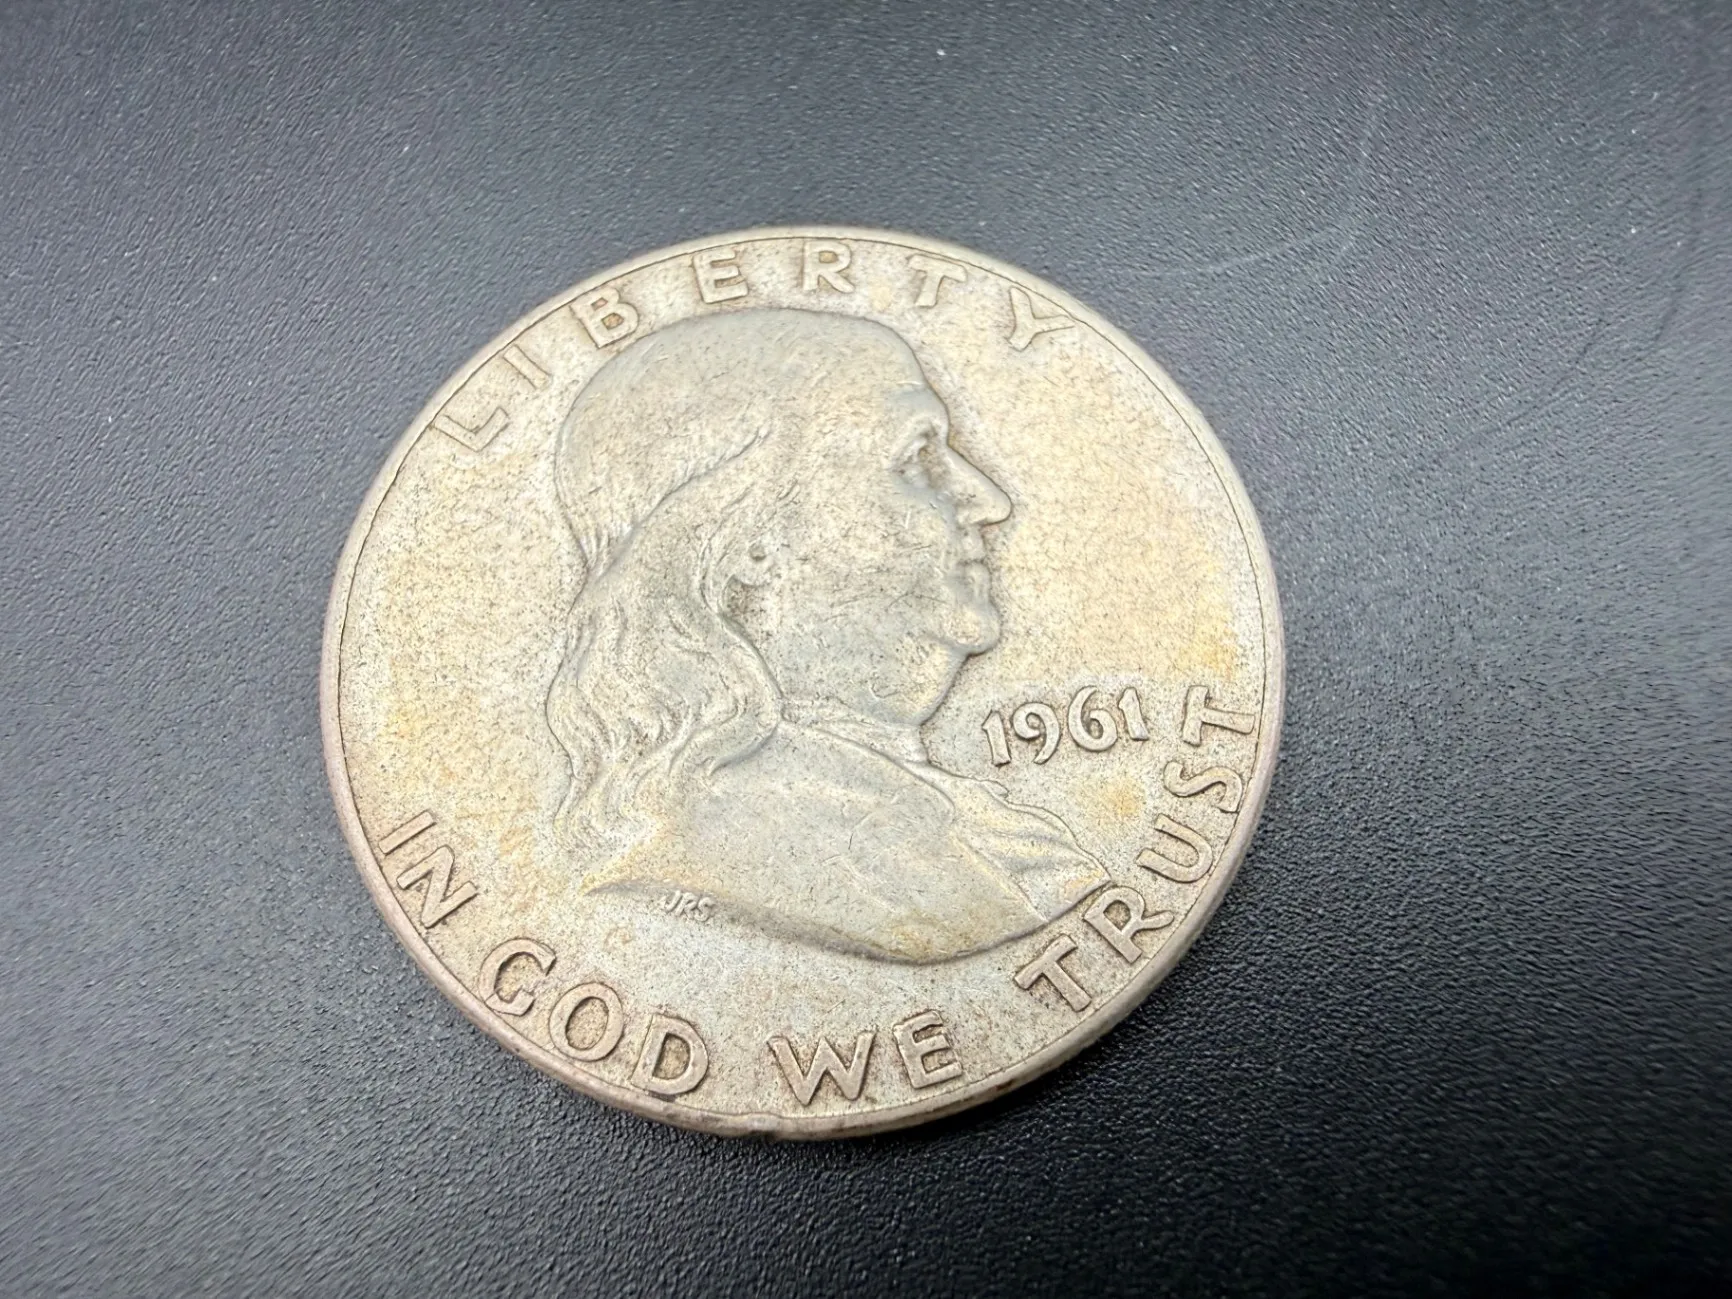 LIBERTY
1961
JRS
IN GOD WE TRUST